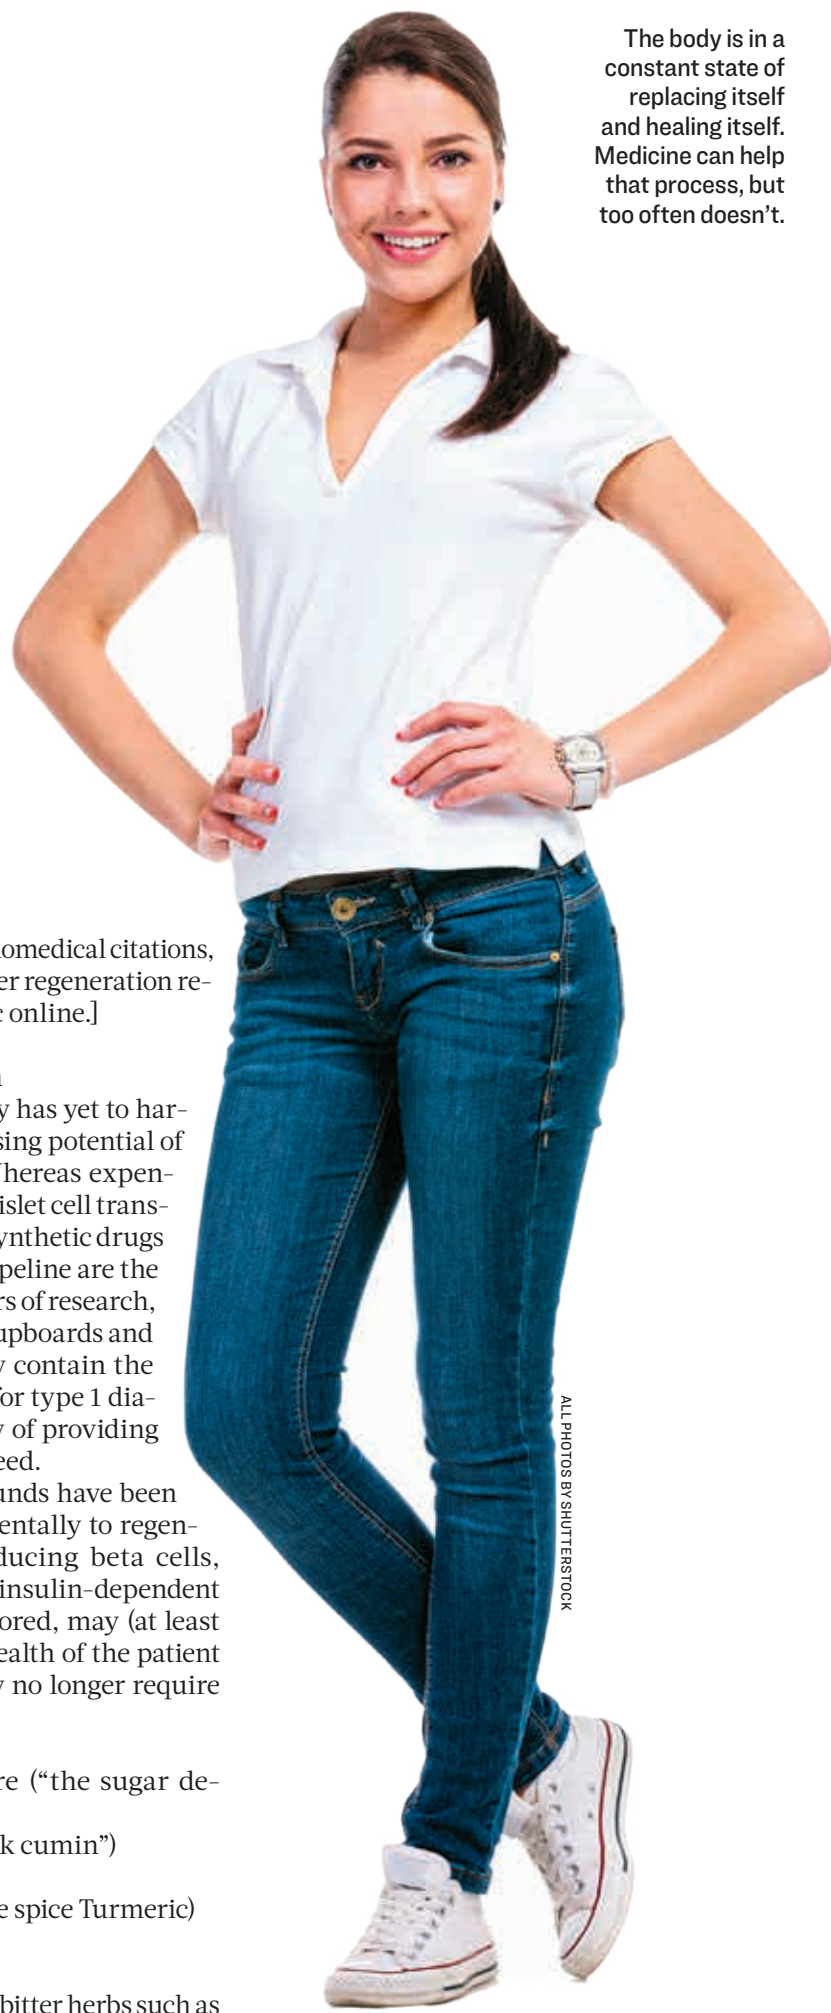 The body is in a
constant state of
replacing itself
and healing itself.
Medicine can help
that process, but
too often doesn't.
omedical citations,
er regeneration re-
online.]
y has yet to har-
sing potential of
hereas expen-
islet cell trans-
ynthetic drugs
peline are the
rs of research,
upboards and
y contain the
for type 1 dia-
y of providing
eed.
unds have been
entally to regen-
ducing beta cells,
insulin-dependent
ored, may (at least
ealth of the patient
y no longer require
re (“the sugar de-
k cumin”)
e spice Turmeric)
bitter herbs such as
ALL PHOTOS BY SHUTTERSTOCK